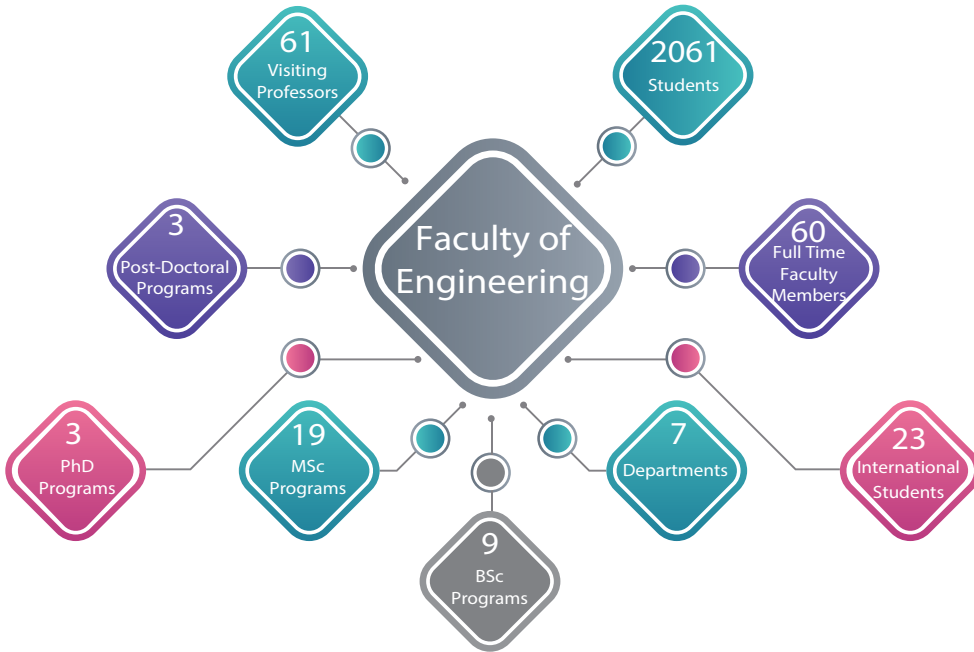 61
Visiting
Professors
2061
Students
Faculty of
Engineering
3
Post-Doctoral
Programs
60
Full Time
Faculty
Members
3
PhD
Programs
19
MSc
Programs
7
Departments
23
International
Students
9
BSc
Programs